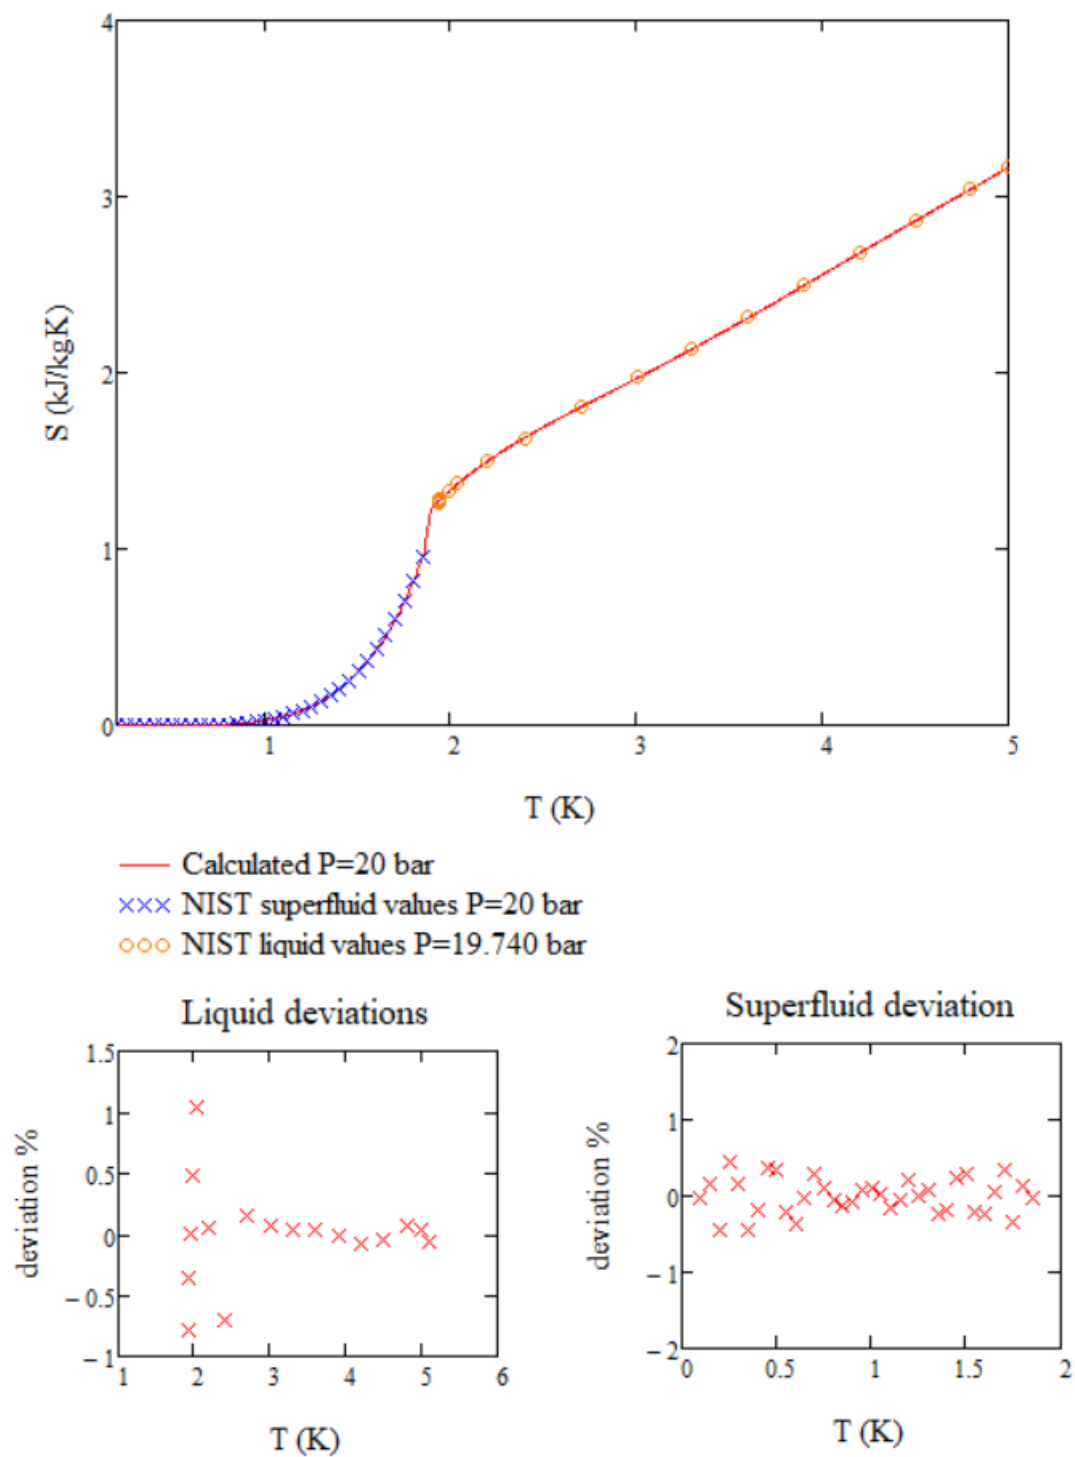 4
3
2
1
0
S (kJ/kgK)
1 2 3 4 5
T (K)
Calculated P=20 bar
NIST superfluid values P=20 bar
NIST liquid values P=19.740 bar
Liquid deviations
1.5
1
0.5
0
− 0.5
− 1
deviation %
1 2 3 4 5 6
T (K)
Superfluid deviation
2
1
0
− 1
− 2
deviation %
0 0.5 1 1.5 2
T (K)